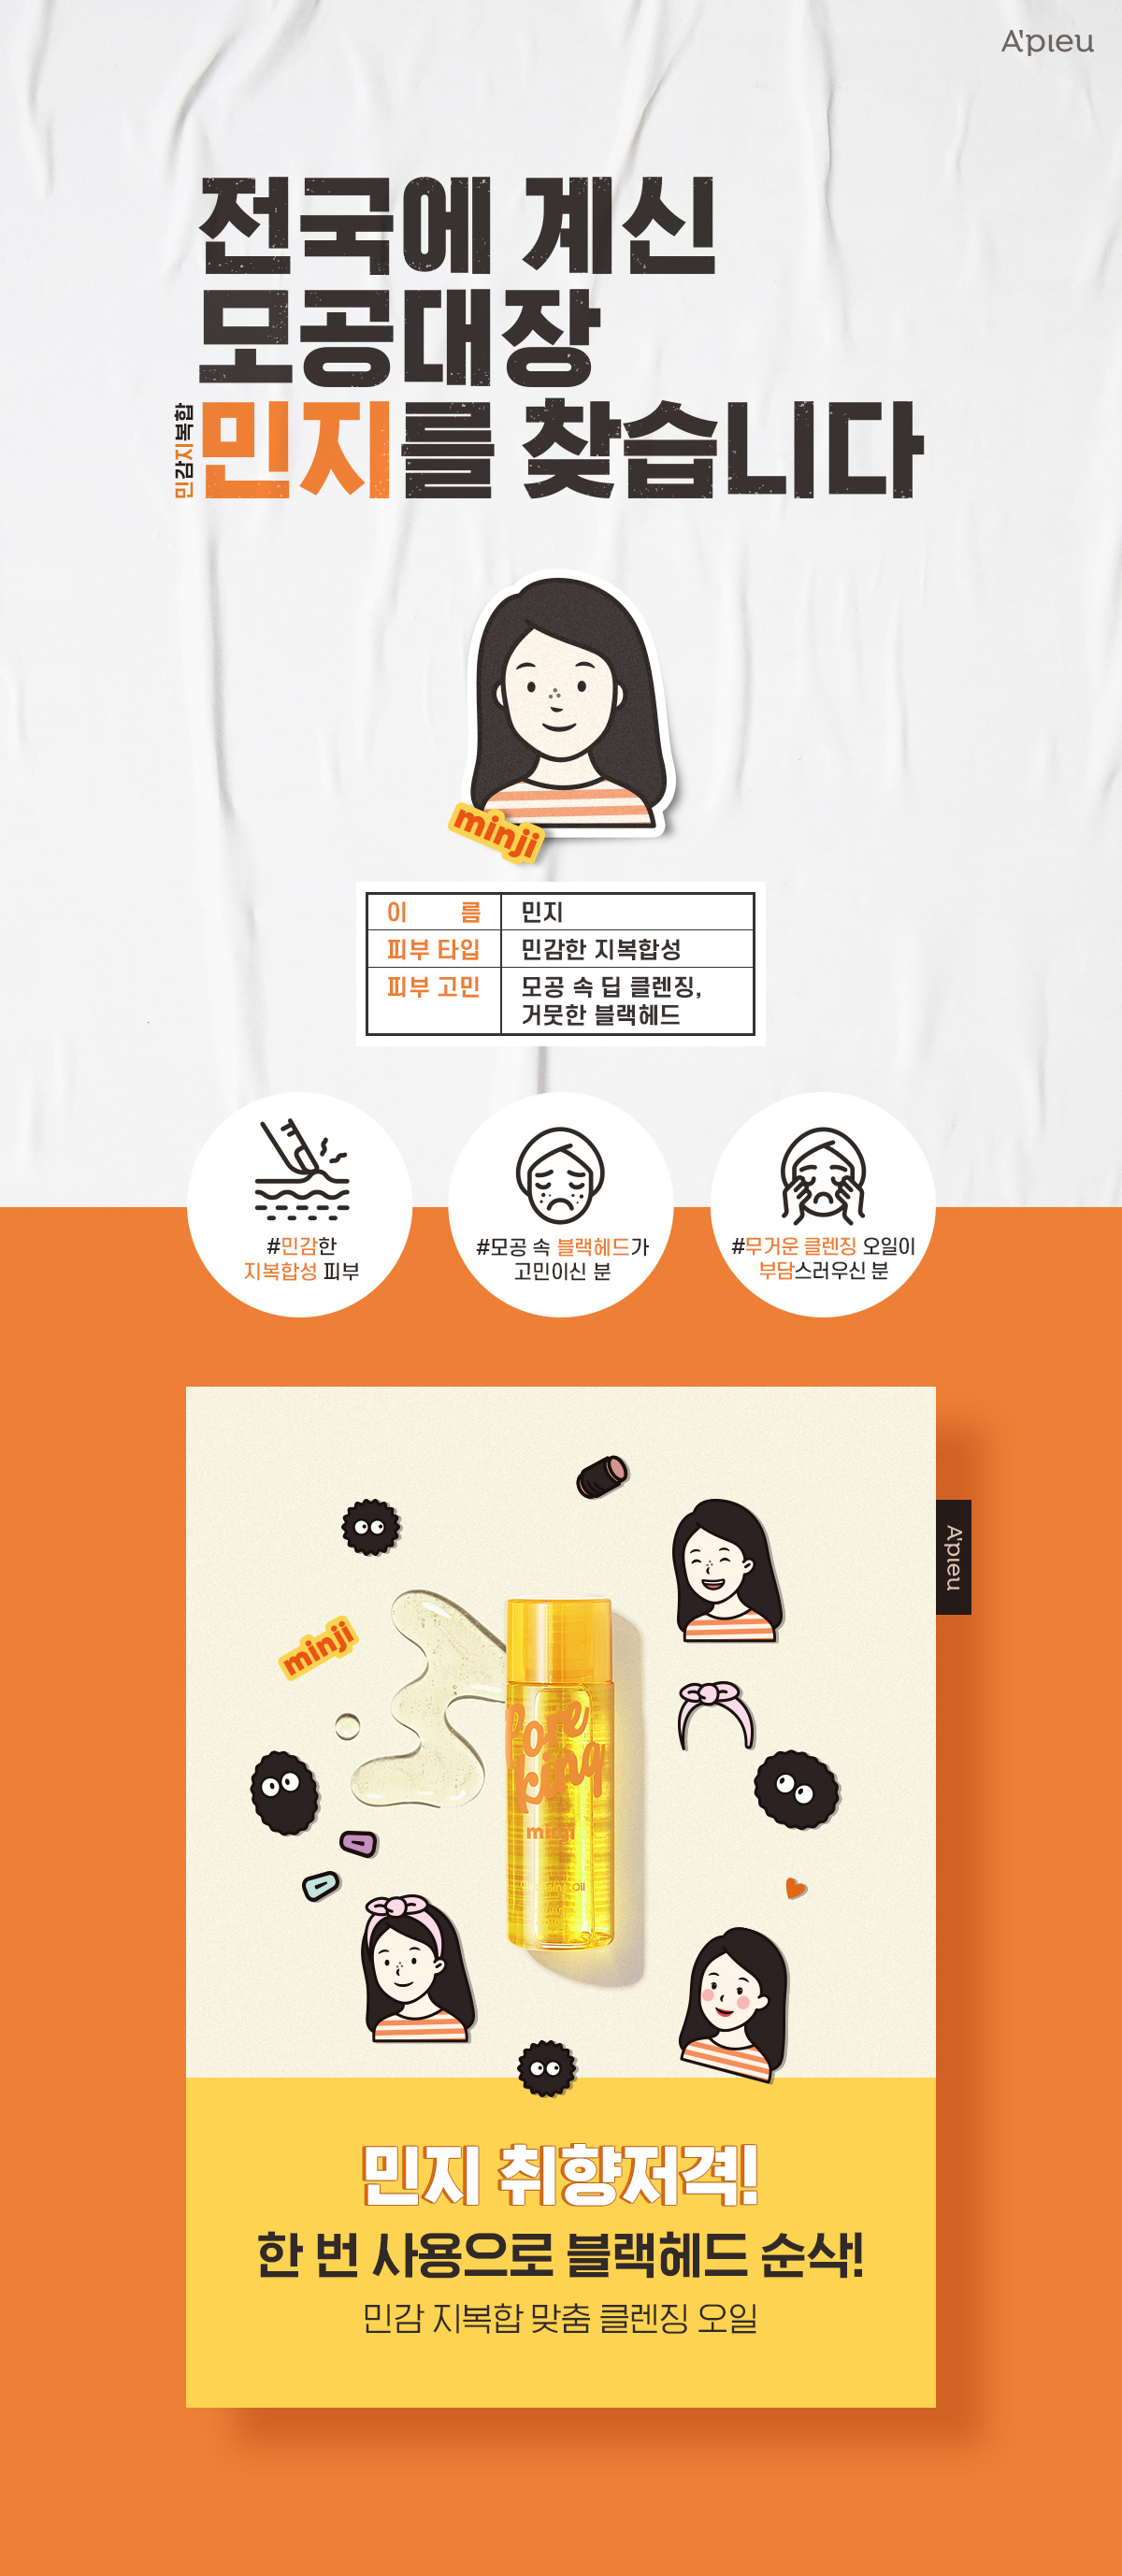 A'pieu
전국에 계신
모공대장
민감지복합
민지를 찾습니다
minji
이 름 민지
피부 타입 민감한 지복합성
피부 고민 모공 속 딥 클렌징,
거뭇한 블랙헤드
#민감한
지복합성 피부
#모공 속 블랙헤드가
고민이신 분
#무거운 클렌징 오일이
부담스러우신 분
A'pieu
minji
Pore
king
minji
Oil
민지 취향저격!
한 번 사용으로 블랙헤드 순삭!
민감 지복합 맞춤 클렌징 오일